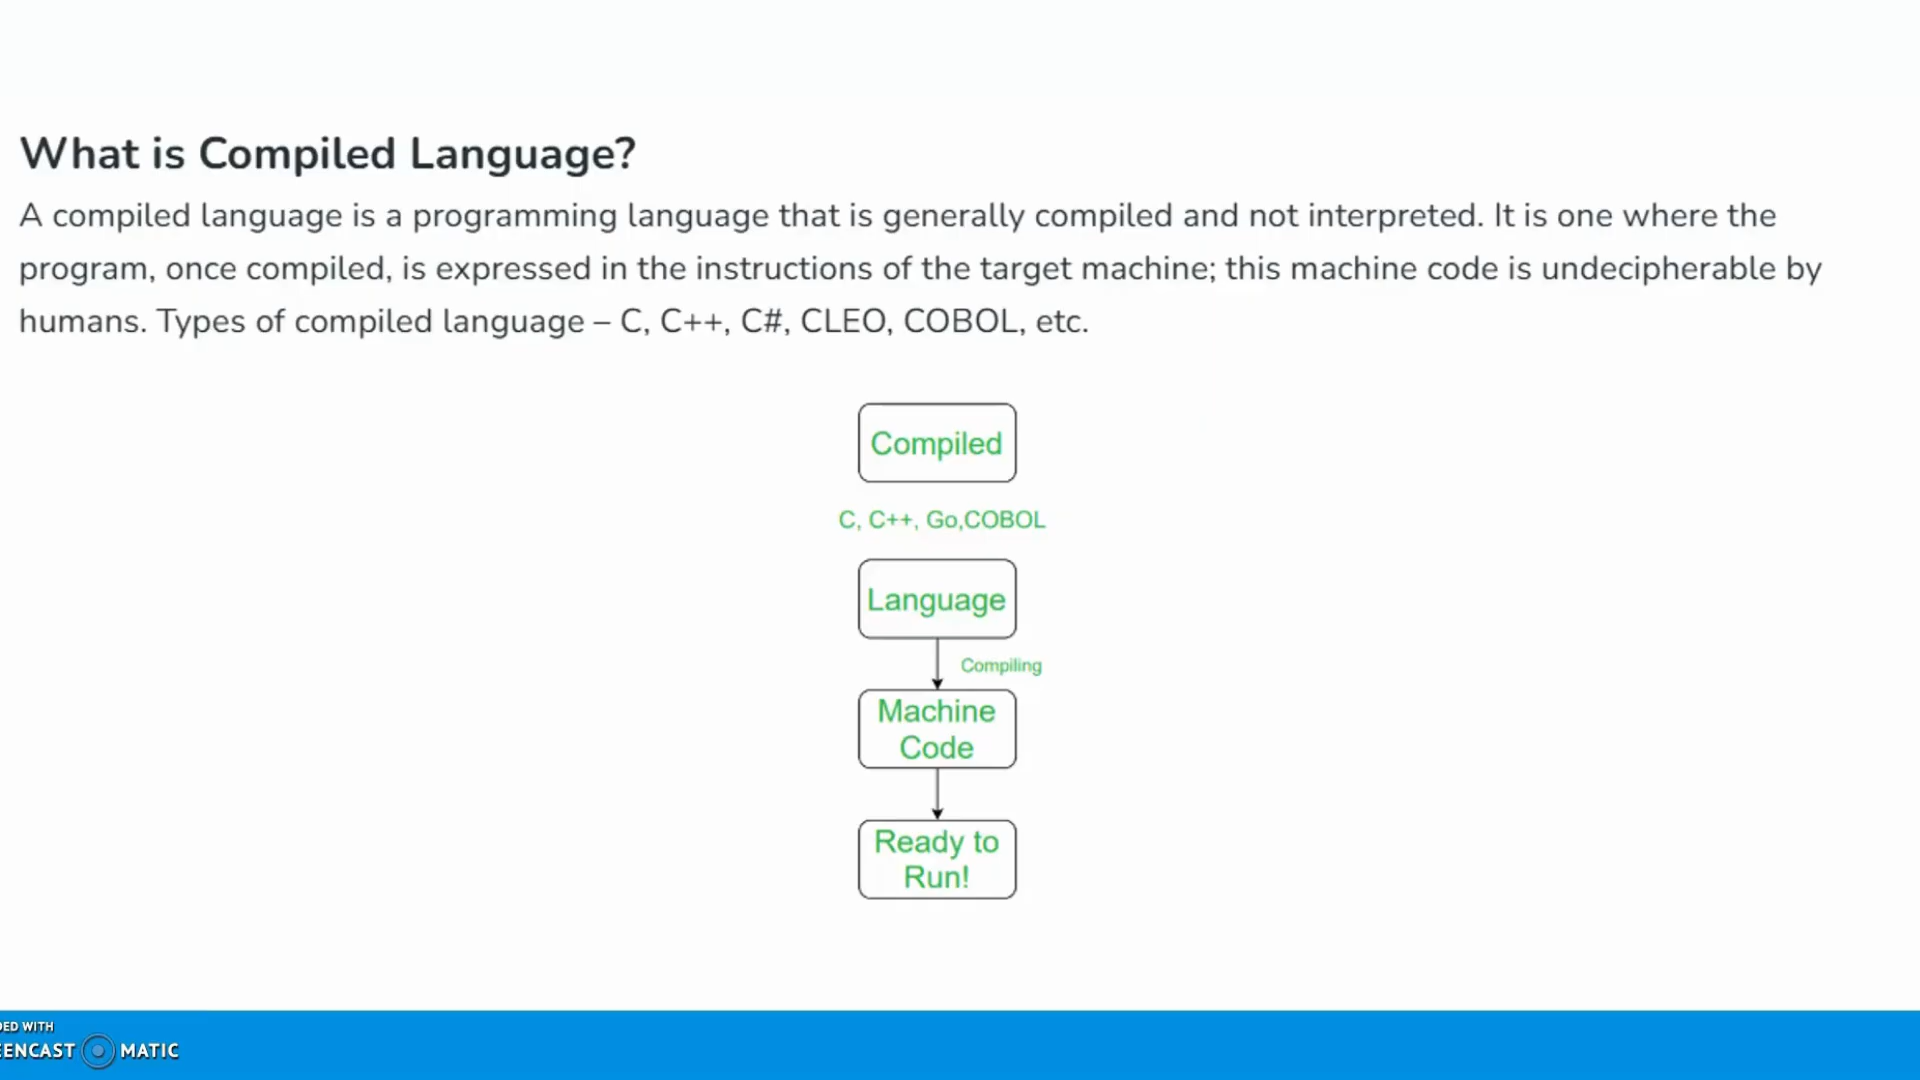 What is Compiled Language?
A compiled language is a programming language that is generally compiled and not interpreted. It is one where the
program, once compiled, is expressed in the instructions of the target machine; this machine code is undecipherable by
humans. Types of compiled language – C, C++, C#, CLEO, COBOL, etc.
Compiled
C, C++, Go,COBOL
Language
Compiling
Machine
Code
Ready to
Run!
DED WITH
EENCAST MATIC